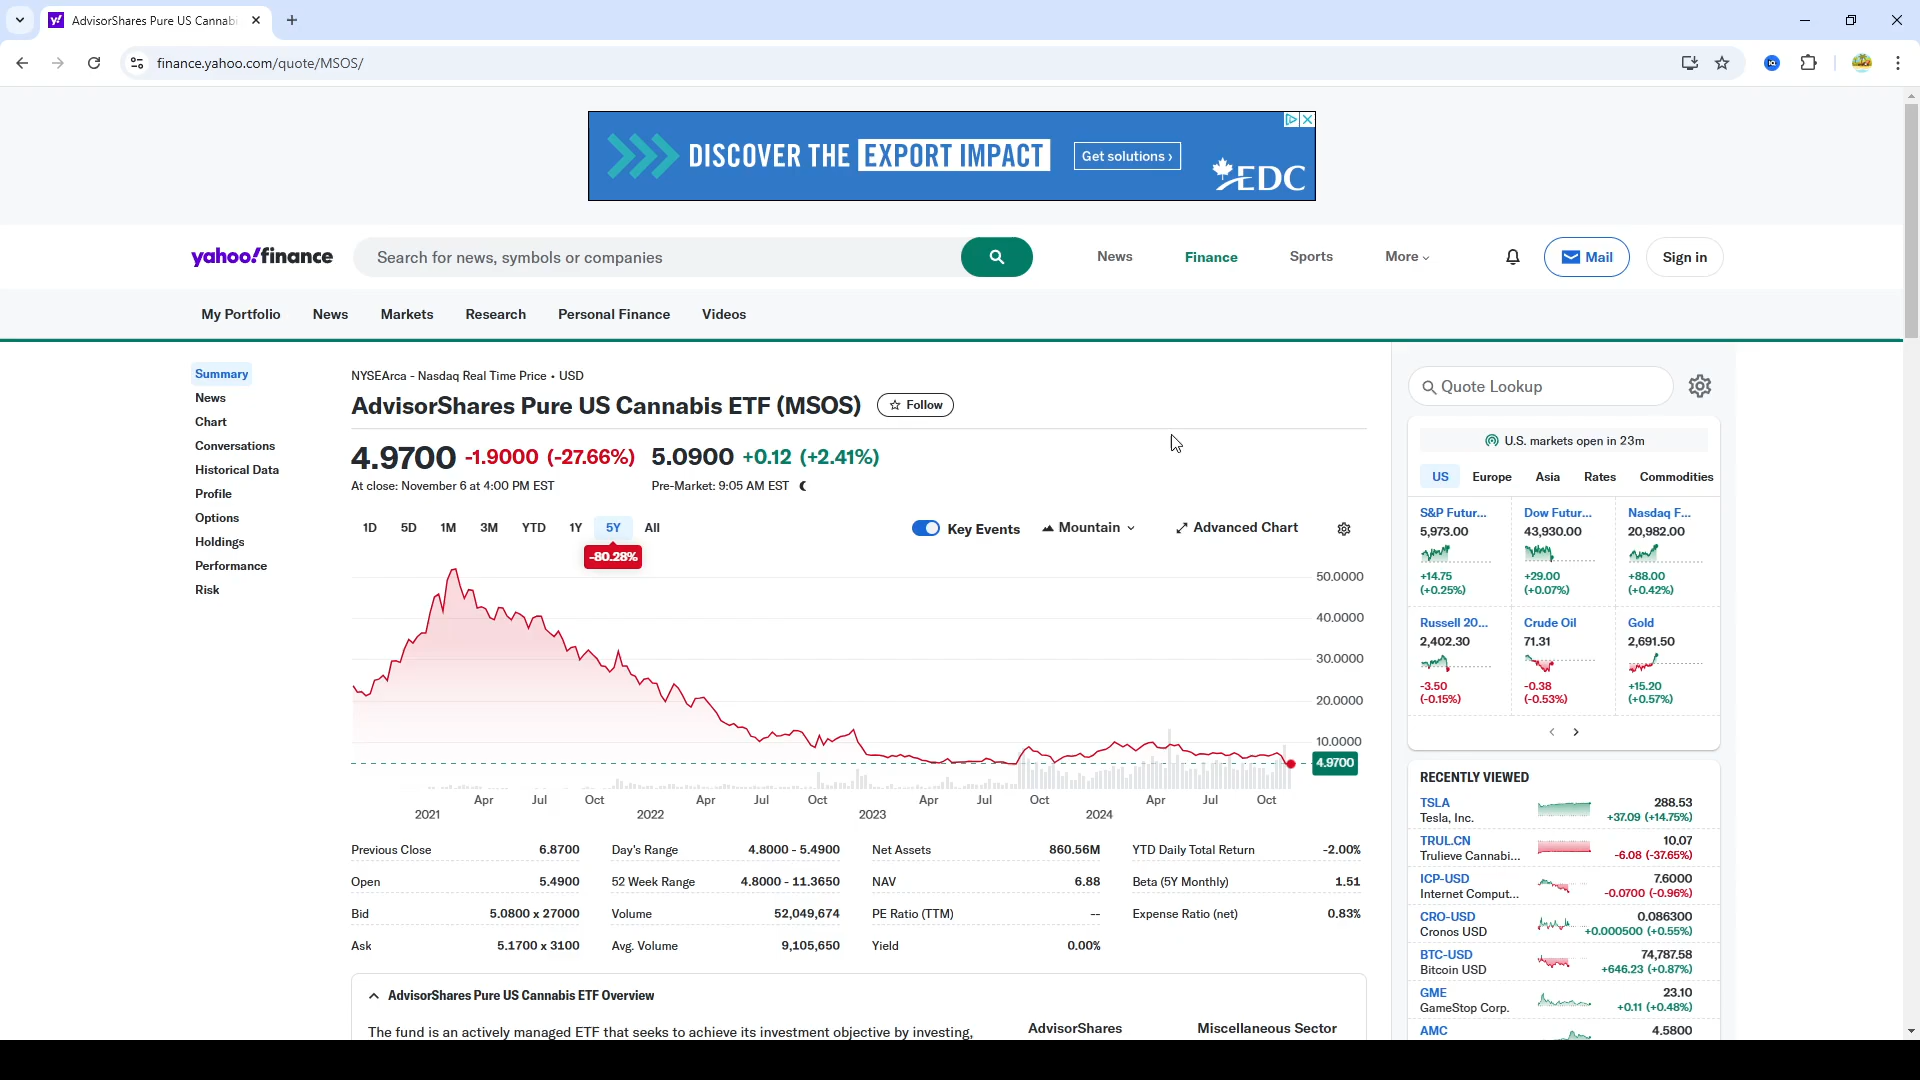 AdvisorShares Pure US Cannab
finance.yahoo.com/quote/MSOS/
DISCOVER THE EXPORT IMPACT
Get solutions ›
EDC
yahoo!finance
Search for news, symbols or companies
News
Finance
Sports
More
Mail
Sign in
My Portfolio
News
Markets
Research
Personal Finance
Videos
Summary
News
Chart
Conversations
Historical Data
Profile
Options
Holdings
Performance
Risk
NYSEArca - Nasdaq Real Time Price • USD
AdvisorShares Pure US Cannabis ETF (MSOS)
Follow
4.9700 -1.9000 (-27.66%)
At close: November 6 at 4:00 PM EST
5.0900 +0.12 (+2.41%)
Pre-Market: 9:05 AM EST
1D 5D 1M 3M YTD 1Y 5Y All
-80.28%
Key Events
Mountain
Advanced Chart
50.0000
40.0000
30.0000
20.0000
10.0000
4.9700
Apr Jul Oct Apr Jul Oct Apr Jul Oct Apr Jul Oct
2021 2022 2023 2024
Previous Close 6.8700
Open 5.4900
Bid 5.0800 x 27000
Ask 5.1700 x 3100
Day's Range 4.8000 - 5.4900
52 Week Range 4.8000 - 11.3650
Volume 52,049,674
Avg. Volume 9,105,650
Net Assets 860.56M
NAV 6.88
PE Ratio (TTM) --
Yield 0.00%
YTD Daily Total Return -2.00%
Beta (5Y Monthly) 1.51
Expense Ratio (net) 0.83%
AdvisorShares Pure US Cannabis ETF Overview
The fund is an actively managed ETF that seeks to achieve its investment objective by investing,
AdvisorShares
Miscellaneous Sector
Quote Lookup
U.S. markets open in 23m
US Europe Asia Rates Commodities
S&P Futur...
5,973.00
+14.75
(+0.25%)
Dow Futur...
43,930.00
+29.00
(+0.07%)
Nasdaq F...
20,982.00
+88.00
(+0.42%)
Russell 20...
2,402.30
-3.50
(-0.15%)
Crude Oil
71.31
-0.38
(-0.53%)
Gold
2,691.50
+15.20
(+0.57%)
RECENTLY VIEWED
TSLA 288.53
Tesla, Inc. +37.09 (+14.75%)
TRUL.CN 10.07
Trulieve Cannabi... -6.08 (-37.65%)
ICP-USD 7.6000
Internet Comput... -0.0700 (-0.96%)
CRO-USD 0.086300
Cronos USD +0.000500 (+0.55%)
BTC-USD 74,787.58
Bitcoin USD +646.23 (+0.87%)
GME 23.10
GameStop Corp. +0.11 (+0.48%)
AMC 4.5800